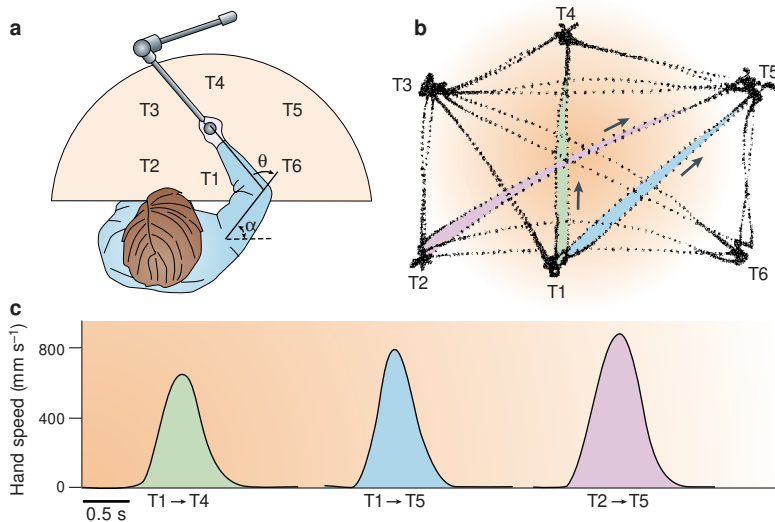 a
T4
T3
T5
T2
T1
θ
T6
α
b
T4
T3
T5
T2
T1
T6
c
Hand speed (mm s⁻¹)
800
400
0
0.5 s
T1 → T4
T1 → T5
T2 → T5